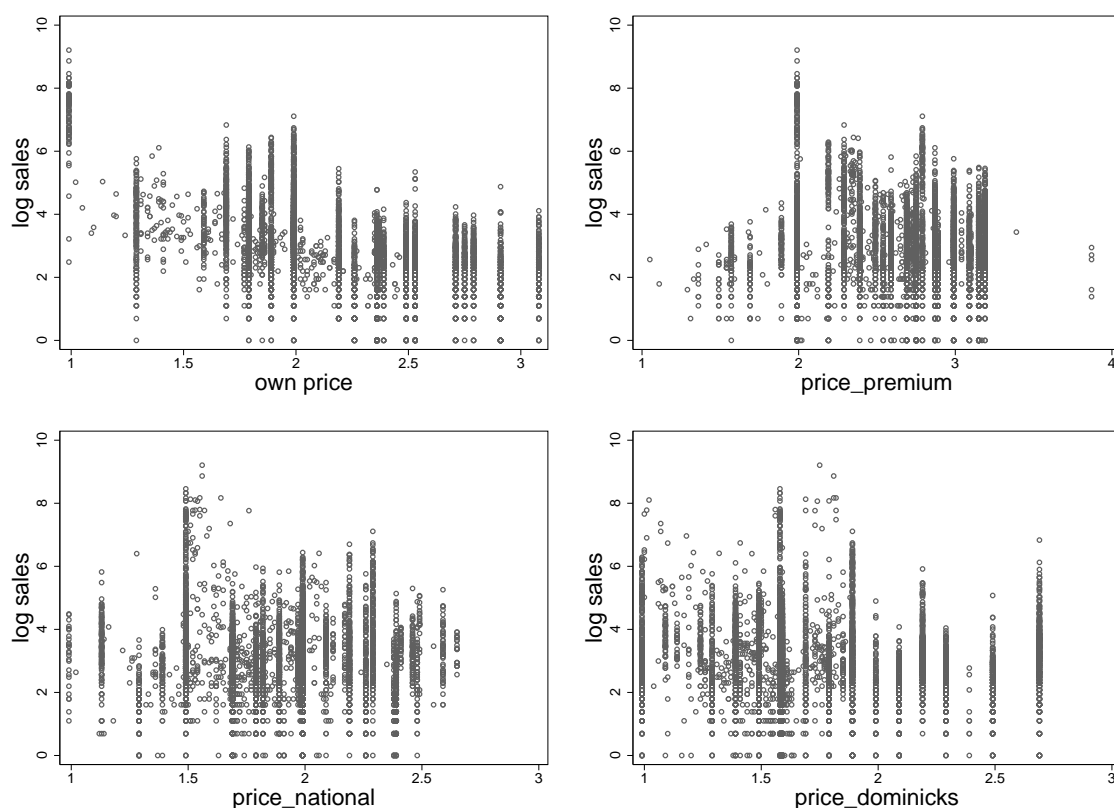 log sales
0 2 4 6 8 10
1 1.5 2 2.5 3
own price
log sales
0 2 4 6 8 10
1 2 3 4
price_premium
log sales
0 2 4 6 8 10
1 1.5 2 2.5 3
price_national
log sales
0 2 4 6 8 10
1 1.5 2 2.5 3
price_dominicks